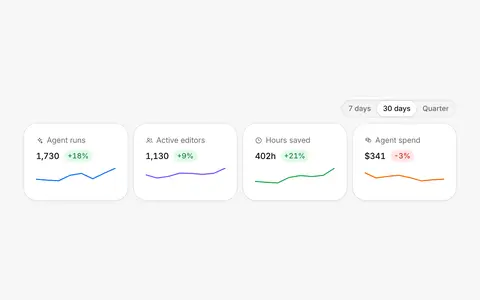 7 days 30 days Quarter
Agent runs
1,730 +18%
Active editors
1,130 +9%
Hours saved
402h +21%
Agent spend
$341 -3%